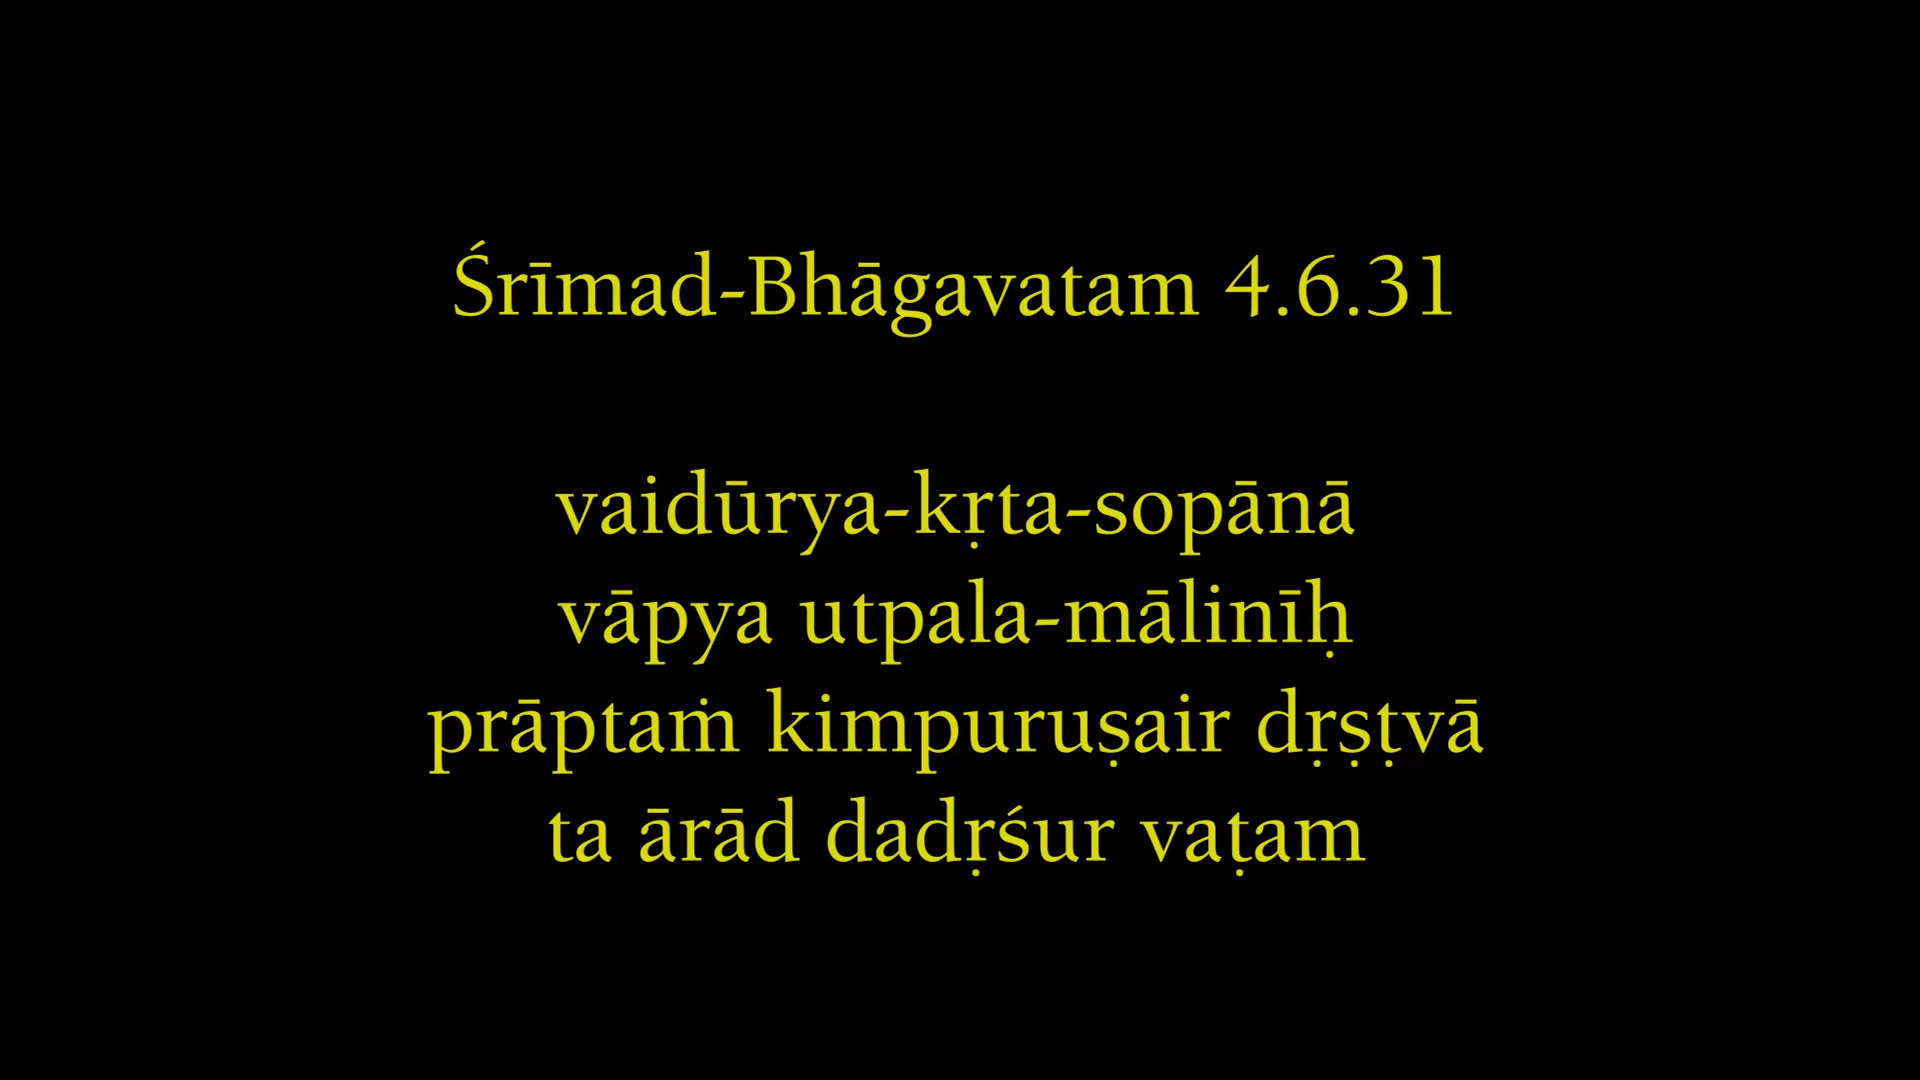 Śrīmad-Bhāgavatam 4.6.31
vaidūrya-kṛta-sopānā
vāpya utpala-mālinīḥ
prāptaṁ kimpuruṣair dṛṣṭvā
ta ārād dadṛśur vaṭam